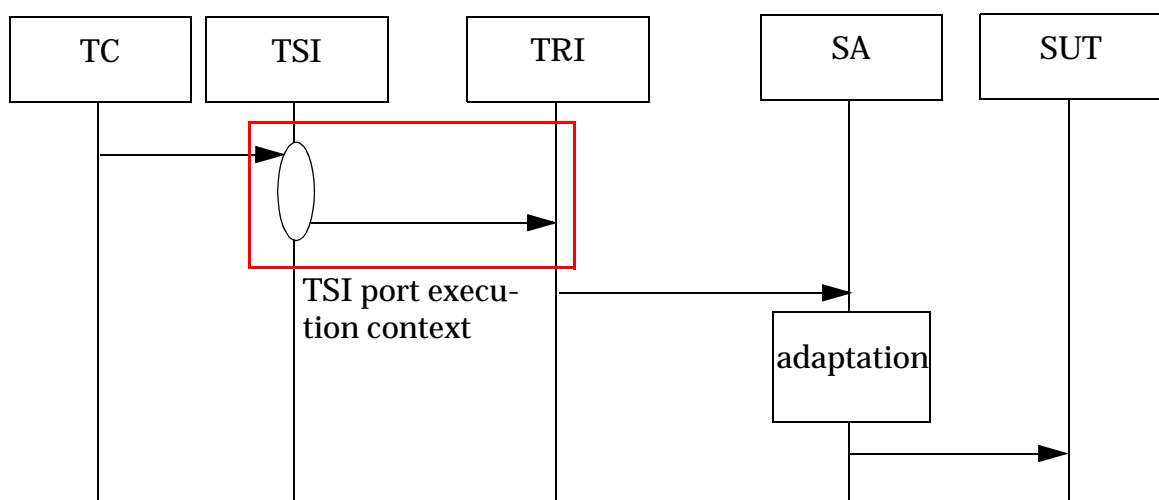 TC
TSI
TRI
SA
SUT
TSI port execu-
tion context
adaptation